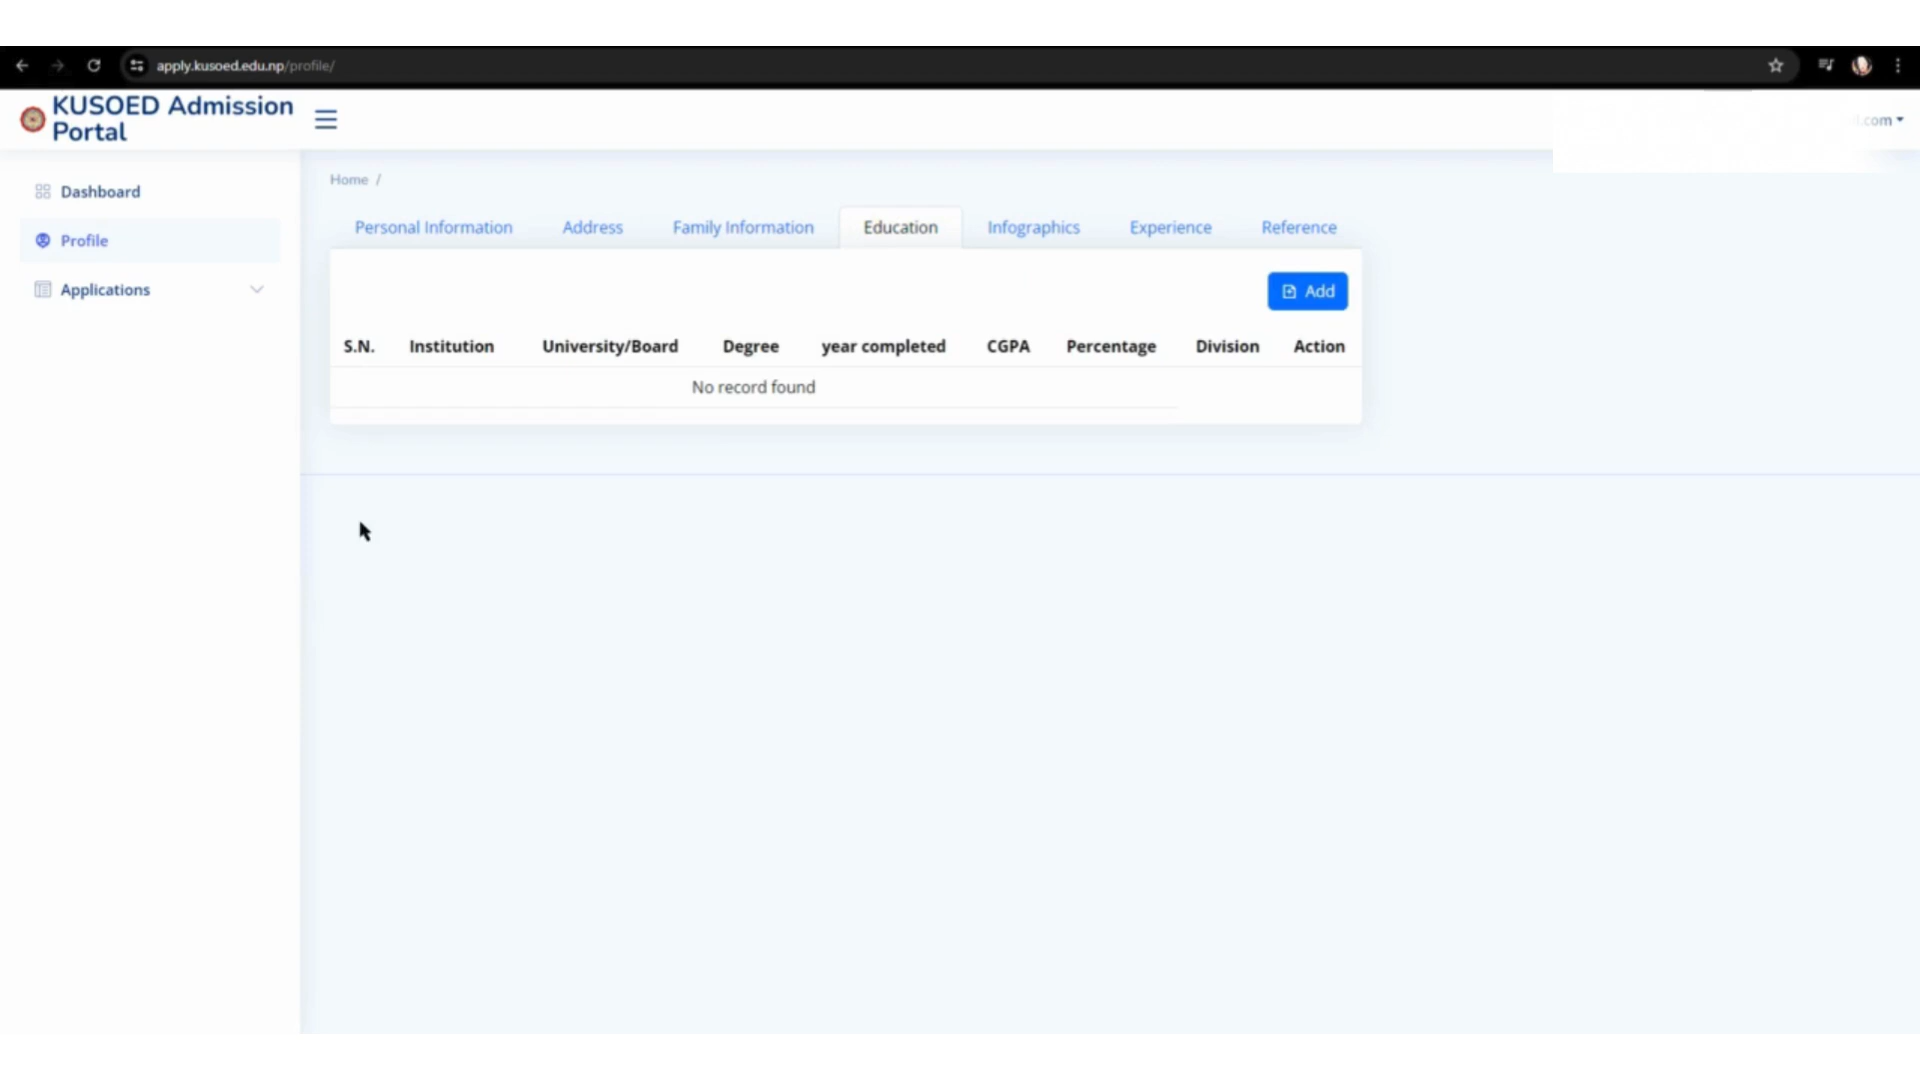 apply.kusoed.edu.np/profile/
KUSOED Admission
Portal
.com
Dashboard
Profile
Applications
Home /
Personal Information Address Family Information Education Infographics Experience Reference
Add
S.N. Institution University/Board Degree year completed CGPA Percentage Division Action
No record found